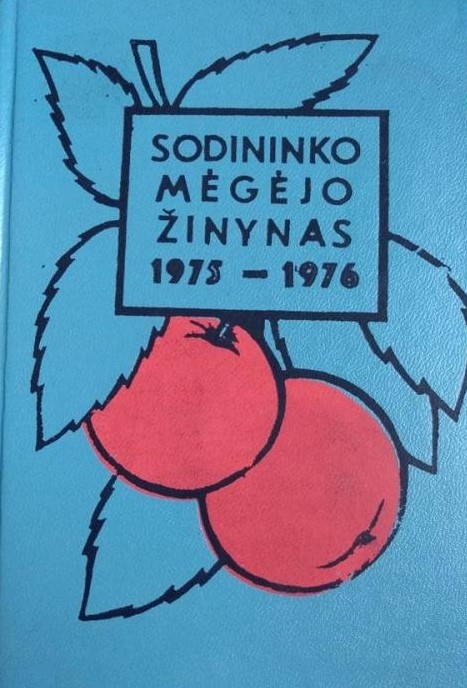 SODININKO
MĖGĖJO
ŽINYNAS
1975 — 1976